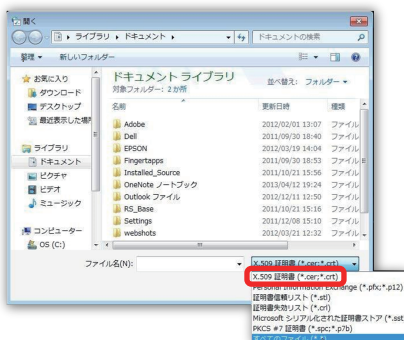 開く
ライブラリ ▸ ドキュメント ▸
ドキュメントの検索
整理 ▾ 新しいフォルダー
お気に入り
ダウンロード
デスクトップ
最近表示した場所
ライブラリ
ドキュメント
ピクチャ
ビデオ
ミュージック
コンピューター
OS (C:)
ドキュメント ライブラリ
対象フォルダー: 2 か所
並べ替え: フォルダー ▾
名前 更新日時 種類
Adobe 2012/02/01 13:07 ファイル
Dell 2011/09/30 18:40 ファイル
EPSON 2012/03/19 14:04 ファイル
Fingertapps 2011/09/30 18:53 ファイル
Installed_Source 2011/10/21 15:56 ファイル
OneNote ノートブック 2013/04/12 19:24 ファイル
Outlook ファイル 2012/12/11 12:50 ファイル
RS_Base 2011/10/21 15:16 ファイル
Settings 2011/12/08 15:10 ファイル
webshots 2012/03/21 12:32 ファイル
ファイル名(N):
X.509 証明書 (*.cer;*.crt)
X.509 証明書 (*.cer;*.crt)
Personal Information Exchange (*.pfx;*.p12)
証明書信頼リスト (*.stl)
証明書失効リスト (*.crl)
Microsoft シリアル化された証明書ストア (*.sst
PKCS #7 証明書 (*.spc;*.p7b)
すべてのファイル (*.*)